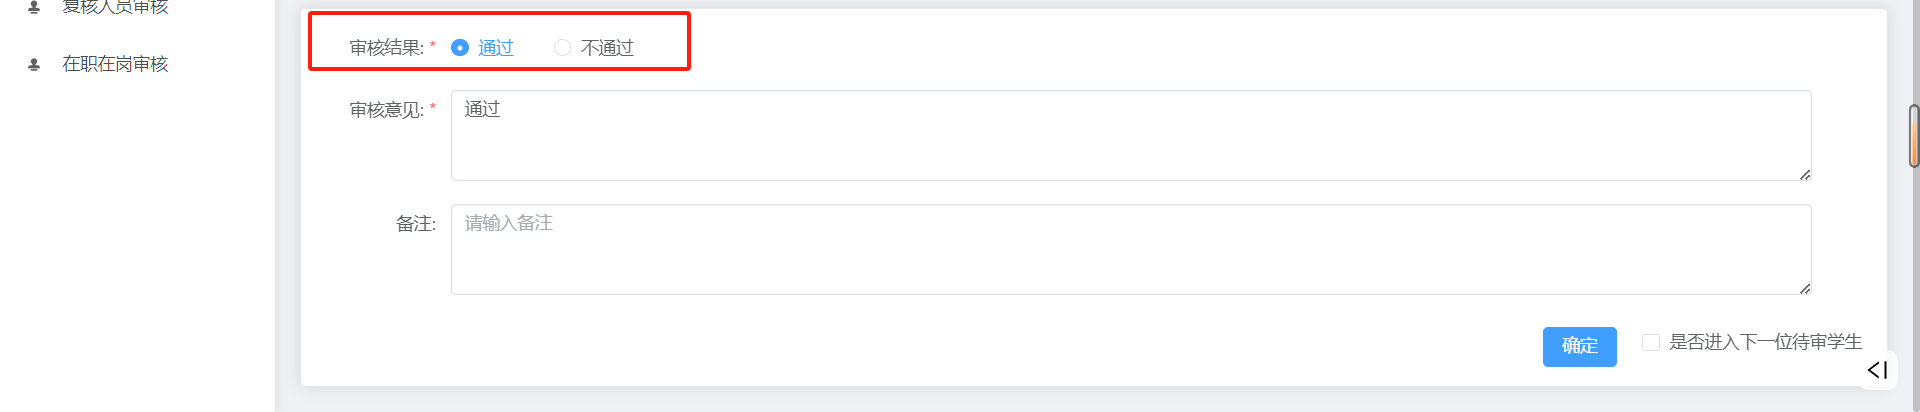 复核人员审核
在职在岗审核
审核结果: * 通过 不通过
审核意见: * 通过
备注: 请输入备注
确定 是否进入下一位待审学生